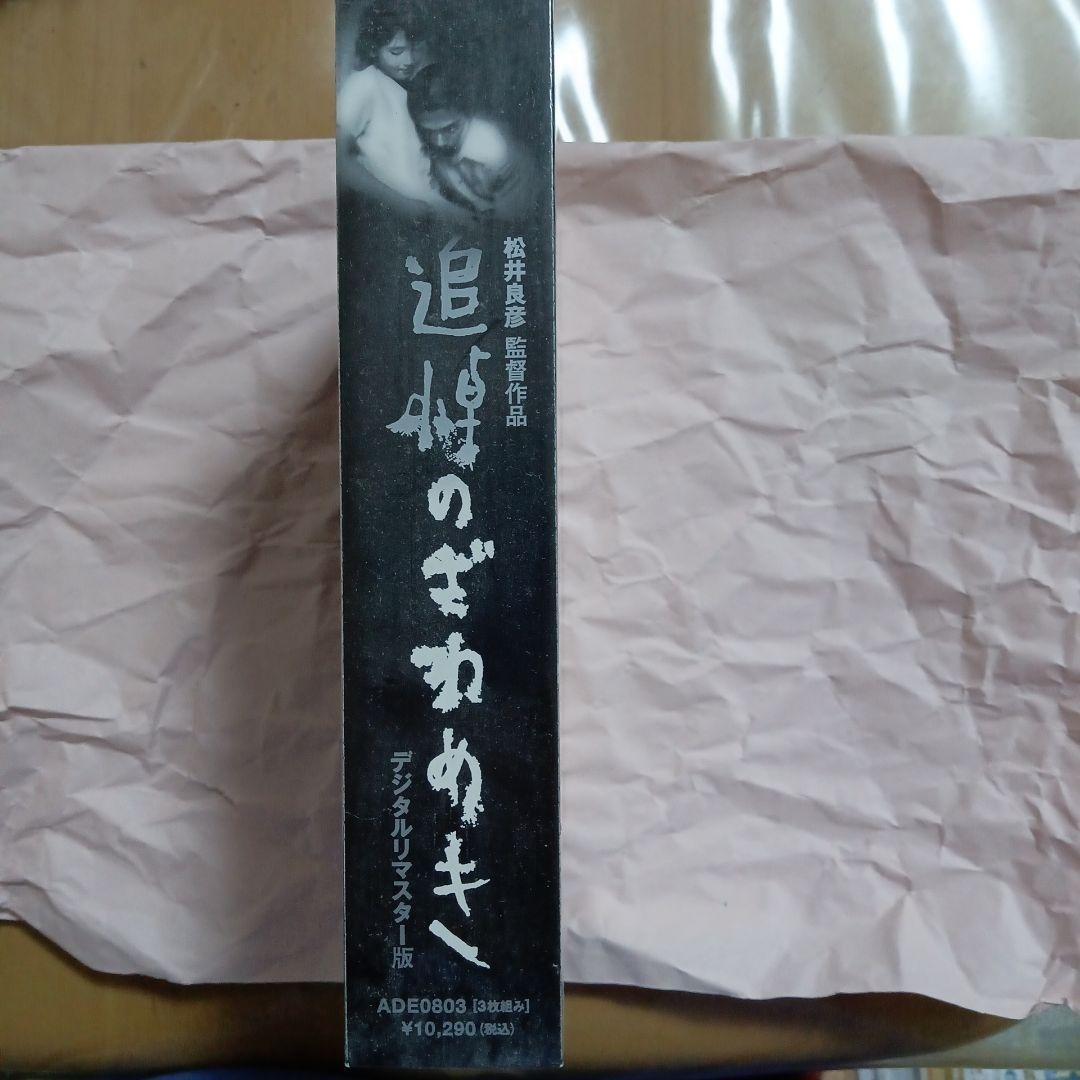 松井良彦 監督作品
追悼のざわめき
デジタルリマスター版
ADE0803 [3枚組み]
¥10,290(税込)